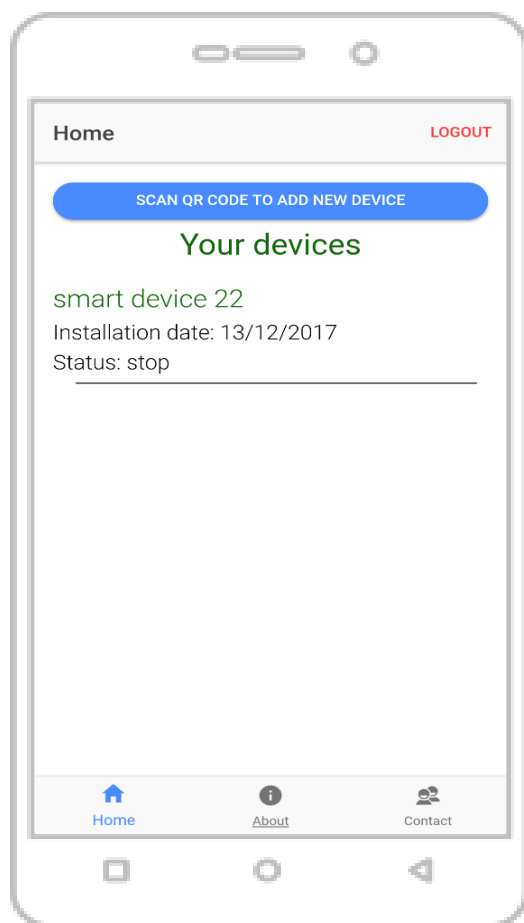 Home LOGOUT
SCAN QR CODE TO ADD NEW DEVICE
Your devices
smart device 22
Installation date: 13/12/2017
Status: stop
Home About Contact